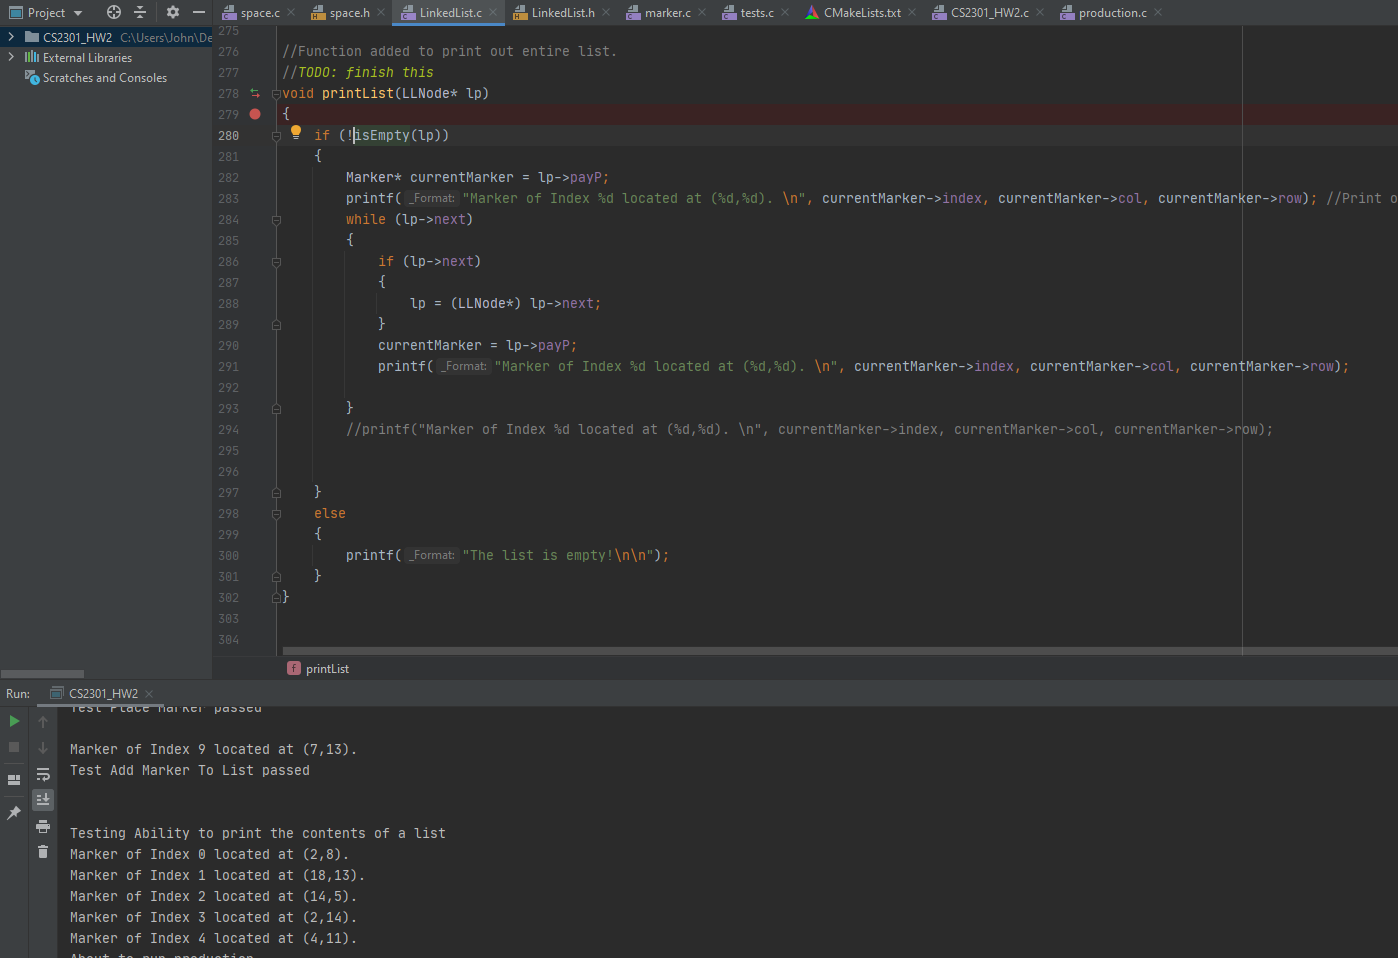 Project
space.c
space.h
LinkedList.c
LinkedList.h
marker.c
tests.c
CMakeLists.txt
CS2301_HW2.c
production.c
CS2301_HW2 C:\Users\John\De
External Libraries
Scratches and Consoles
275
276 //Function added to print out entire list.
277 //TODO: finish this
278 void printList(LLNode* lp)
279 {
280 if (!isEmpty(lp))
281 {
282 Marker* currentMarker = lp->payP;
283 printf(_Format: "Marker of Index %d located at (%d,%d). \n", currentMarker->index, currentMarker->col, currentMarker->row); //Print o
284 while (lp->next)
285 {
286 if (lp->next)
287 {
288 lp = (LLNode*) lp->next;
289 }
290 currentMarker = lp->payP;
291 printf(_Format: "Marker of Index %d located at (%d,%d). \n", currentMarker->index, currentMarker->col, currentMarker->row);
292
293 }
294 //printf("Marker of Index %d located at (%d,%d). \n", currentMarker->index, currentMarker->col, currentMarker->row);
295
296
297 }
298 else
299 {
300 printf(_Format: "The list is empty!\n\n");
301 }
302 }
303
304
f printList
Run: CS2301_HW2
Test Place Marker passed
Marker of Index 9 located at (7,13).
Test Add Marker To List passed
Testing Ability to print the contents of a list
Marker of Index 0 located at (2,8).
Marker of Index 1 located at (18,13).
Marker of Index 2 located at (14,5).
Marker of Index 3 located at (2,14).
Marker of Index 4 located at (4,11).
About to run production